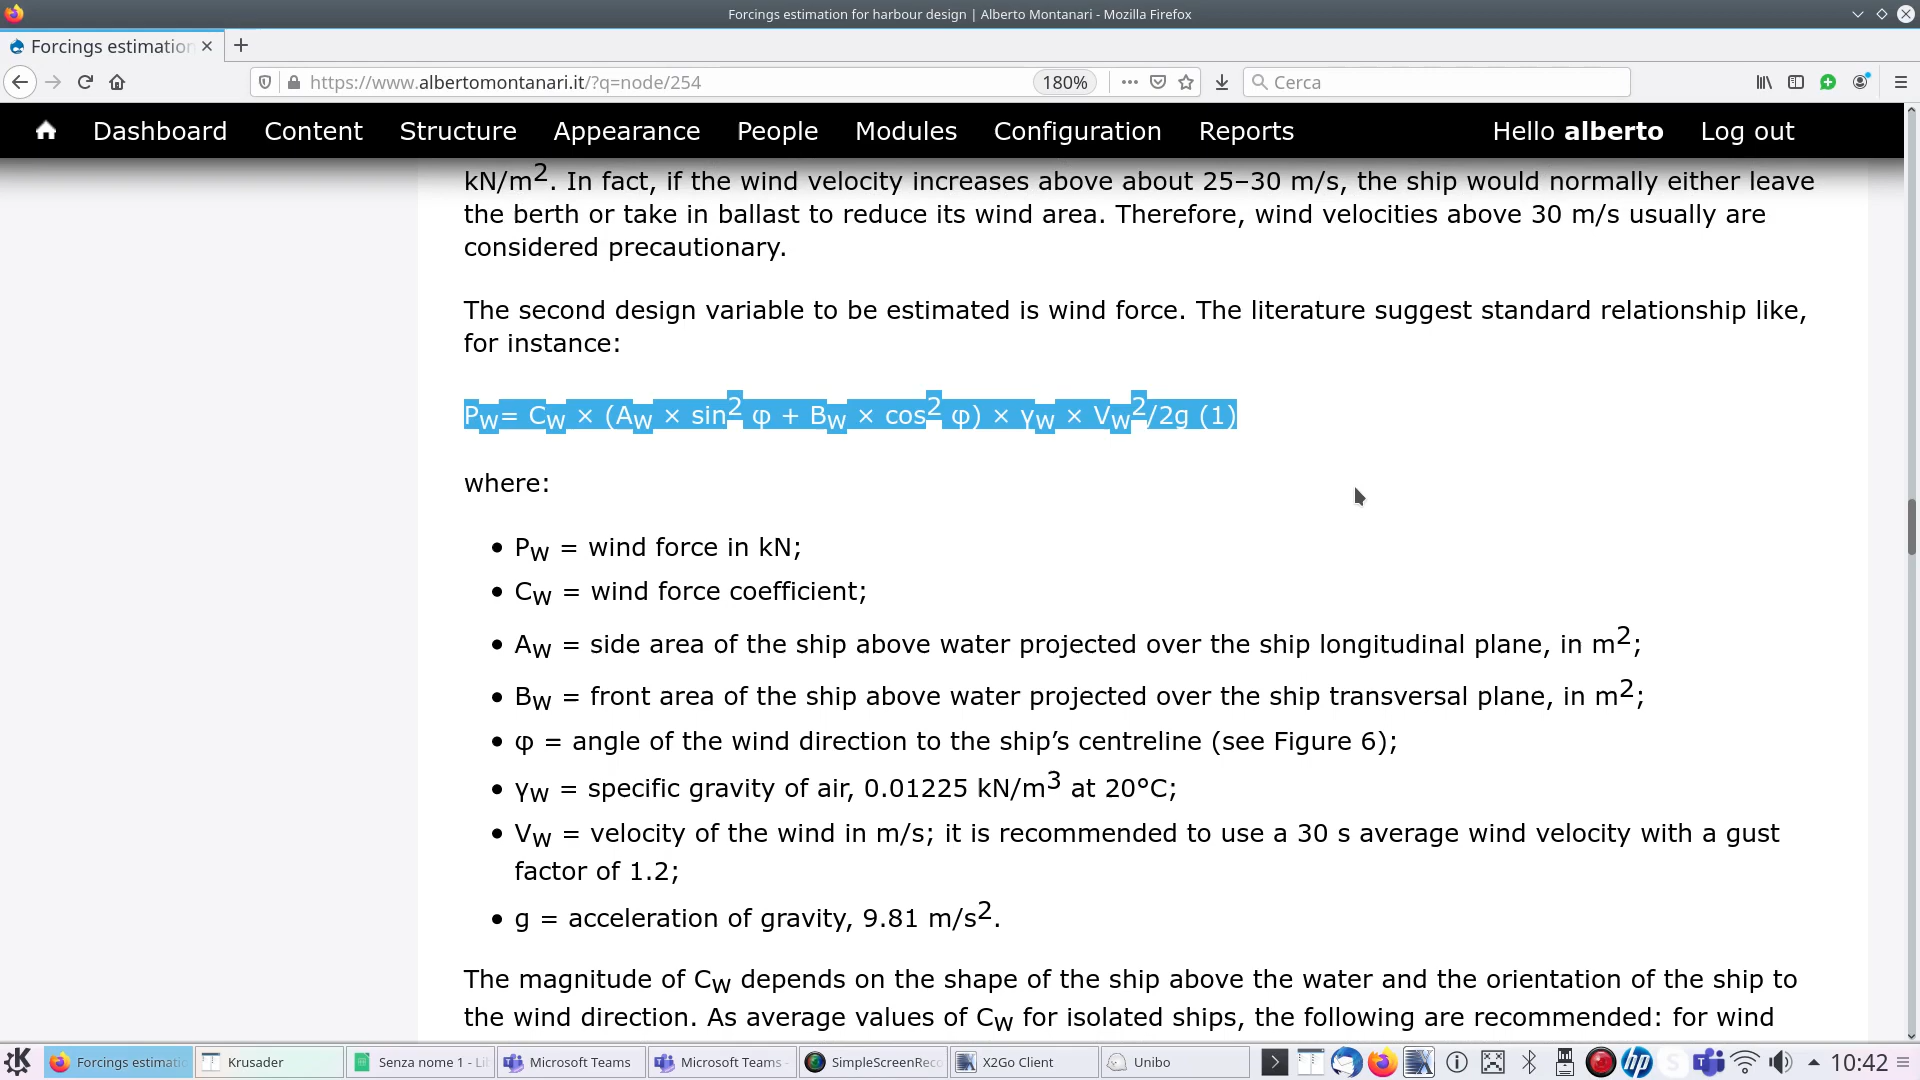 Forcings estimation for harbour design | Alberto Montanari - Mozilla Firefox
Forcings estimation
https://www.albertomontanari.it/?q=node/254
180%
Cerca
Dashboard Content Structure Appearance People Modules Configuration Reports Hello alberto Log out
kN/m². In fact, if the wind velocity increases above about 25–30 m/s, the ship would normally either leave
the berth or take in ballast to reduce its wind area. Therefore, wind velocities above 30 m/s usually are
considered precautionary.
The second design variable to be estimated is wind force. The literature suggest standard relationship like,
for instance:
PW= CW × (AW × sin² φ + BW × cos² φ) × γW × VW²/2g (1)
where:
• PW = wind force in kN;
• CW = wind force coefficient;
• AW = side area of the ship above water projected over the ship longitudinal plane, in m²;
• BW = front area of the ship above water projected over the ship transversal plane, in m²;
• φ = angle of the wind direction to the ship’s centreline (see Figure 6);
• γW = specific gravity of air, 0.01225 kN/m³ at 20°C;
• VW = velocity of the wind in m/s; it is recommended to use a 30 s average wind velocity with a gust
factor of 1.2;
• g = acceleration of gravity, 9.81 m/s².
The magnitude of CW depends on the shape of the ship above the water and the orientation of the ship to
the wind direction. As average values of CW for isolated ships, the following are recommended: for wind
Forcings estimati Krusader Senza nome 1 - Li Microsoft Teams Microsoft Teams - SimpleScreenRec X2Go Client Unibo 10:42